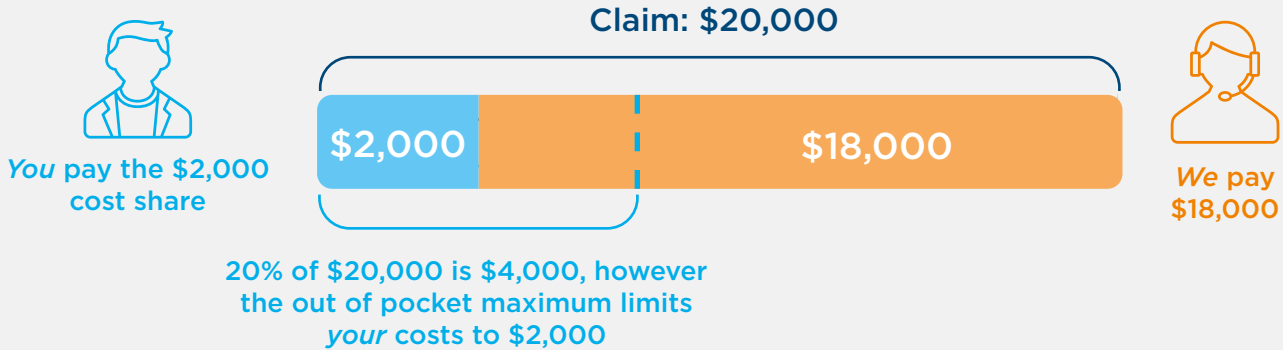 Claim: $20,000
$2,000
$18,000
You pay the $2,000
cost share
We pay
$18,000
20% of $20,000 is $4,000, however
the out of pocket maximum limits
your costs to $2,000